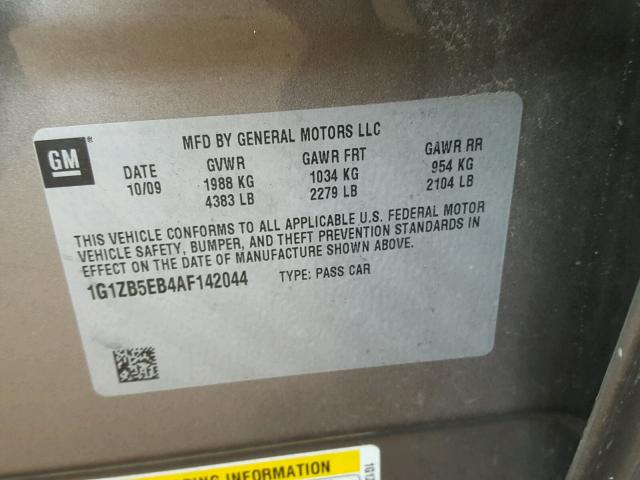 GM
MFD BY GENERAL MOTORS LLC
DATE GVWR GAWR FRT GAWR RR
10/09 1988 KG 1034 KG 954 KG
4383 LB 2279 LB 2104 LB
THIS VEHICLE CONFORMS TO ALL APPLICABLE U.S. FEDERAL MOTOR
VEHICLE SAFETY, BUMPER, AND THEFT PREVENTION STANDARDS IN
EFFECT ON THE DATE OF MANUFACTURE SHOWN ABOVE.
1G1ZB5EB4AF142044 TYPE: PASS CAR
INFORMATION